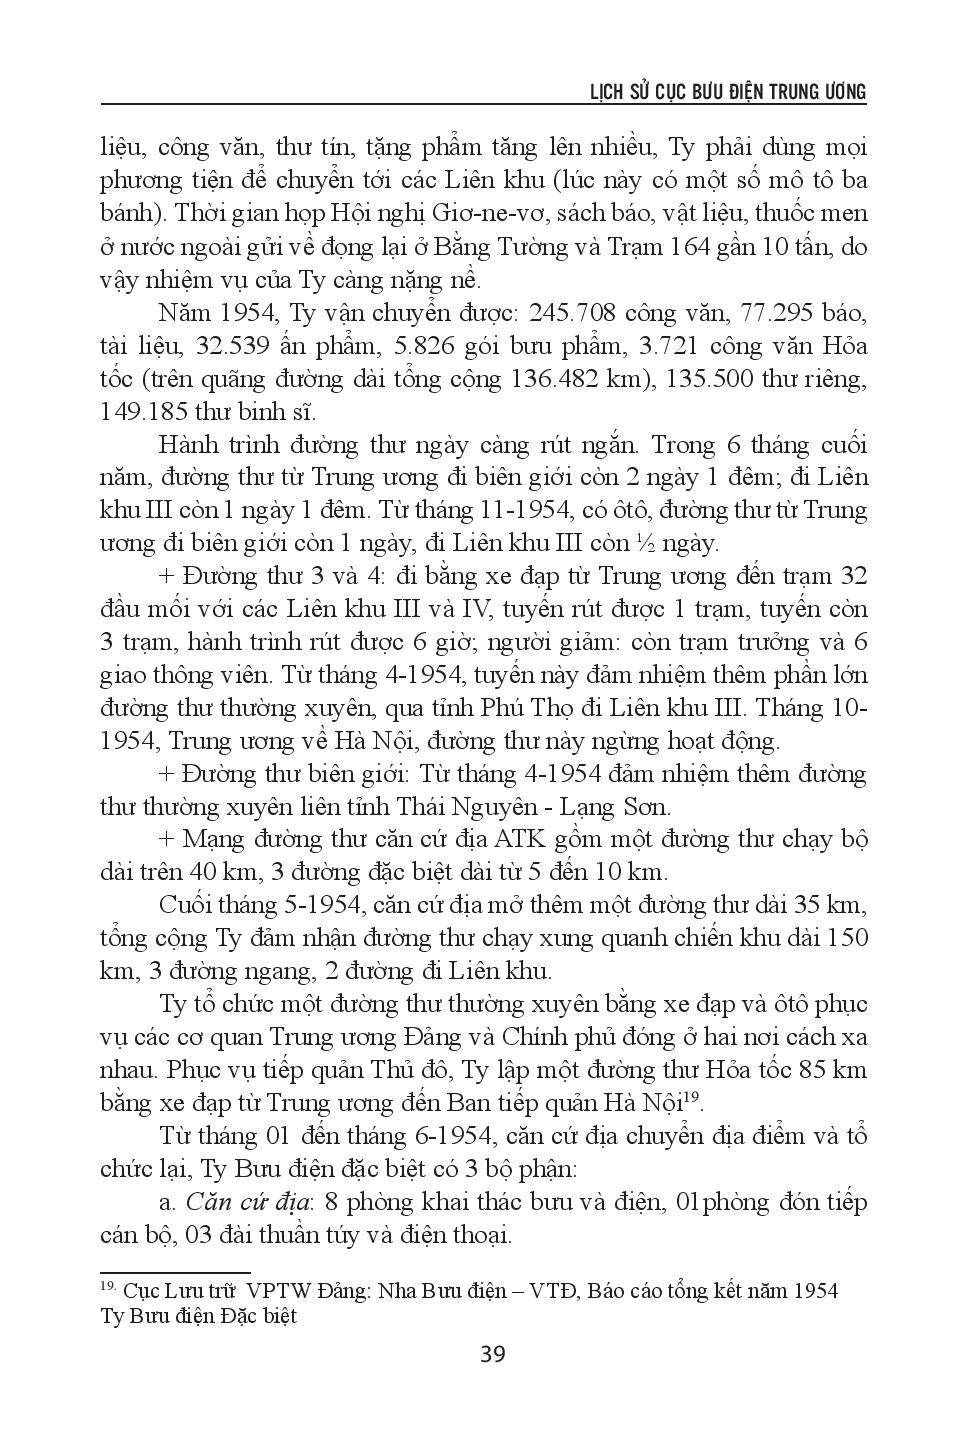 LỊCH SỬ CỤC BƯU ĐIỆN TRUNG ƯƠNG
liệu, công văn, thư tín, tặng phẩm tăng lên nhiều, Ty phải dùng mọi
phương tiện để chuyển tới các Liên khu (lúc này có một số mô tô ba
bánh). Thời gian họp Hội nghị Giơ-ne-vơ, sách báo, vật liệu, thuốc men
ở nước ngoài gửi về đọng lại ở Bằng Tường và Trạm 164 gần 10 tấn, do
vậy nhiệm vụ của Ty càng nặng nề.
Năm 1954, Ty vận chuyển được: 245.708 công văn, 77.295 báo,
tài liệu, 32.539 ấn phẩm, 5.826 gói bưu phẩm, 3.721 công văn Hỏa
tốc (trên quãng đường dài tổng cộng 136.482 km), 135.500 thư riêng,
149.185 thư binh sĩ.
Hành trình đường thư ngày càng rút ngắn. Trong 6 tháng cuối
năm, đường thư từ Trung ương đi biên giới còn 2 ngày 1 đêm; đi Liên
khu III còn 1 ngày 1 đêm. Từ tháng 11-1954, có ôtô, đường thư từ Trung
ương đi biên giới còn 1 ngày, đi Liên khu III còn ½ ngày.
+ Đường thư 3 và 4: đi bằng xe đạp từ Trung ương đến trạm 32
đầu mối với các Liên khu III và IV, tuyến rút được 1 trạm, tuyến còn
3 trạm, hành trình rút được 6 giờ; người giảm: còn trạm trưởng và 6
giao thông viên. Từ tháng 4-1954, tuyến này đảm nhiệm thêm phần lớn
đường thư thường xuyên, qua tỉnh Phú Thọ đi Liên khu III. Tháng 10-
1954, Trung ương về Hà Nội, đường thư này ngừng hoạt động.
+ Đường thư biên giới: Từ tháng 4-1954 đảm nhiệm thêm đường
thư thường xuyên liên tỉnh Thái Nguyên - Lạng Sơn.
+ Mạng đường thư căn cứ địa ATK gồm một đường thư chạy bộ
dài trên 40 km, 3 đường đặc biệt dài từ 5 đến 10 km.
Cuối tháng 5-1954, căn cứ địa mở thêm một đường thư dài 35 km,
tổng cộng Ty đảm nhận đường thư chạy xung quanh chiến khu dài 150
km, 3 đường ngang, 2 đường đi Liên khu.
Ty tổ chức một đường thư thường xuyên bằng xe đạp và ôtô phục
vụ các cơ quan Trung ương Đảng và Chính phủ đóng ở hai nơi cách xa
nhau. Phục vụ tiếp quản Thủ đô, Ty lập một đường thư Hỏa tốc 85 km
bằng xe đạp từ Trung ương đến Ban tiếp quản Hà Nội¹⁹.
Từ tháng 01 đến tháng 6-1954, căn cứ địa chuyển địa điểm và tổ
chức lại, Ty Bưu điện đặc biệt có 3 bộ phận:
a. Căn cứ địa: 8 phòng khai thác bưu và điện, 01phòng đón tiếp
cán bộ, 03 đài thuần túy và điện thoại.
¹⁹· Cục Lưu trữ VPTW Đảng: Nha Bưu điện – VTĐ, Báo cáo tổng kết năm 1954
Ty Bưu điện Đặc biệt
39